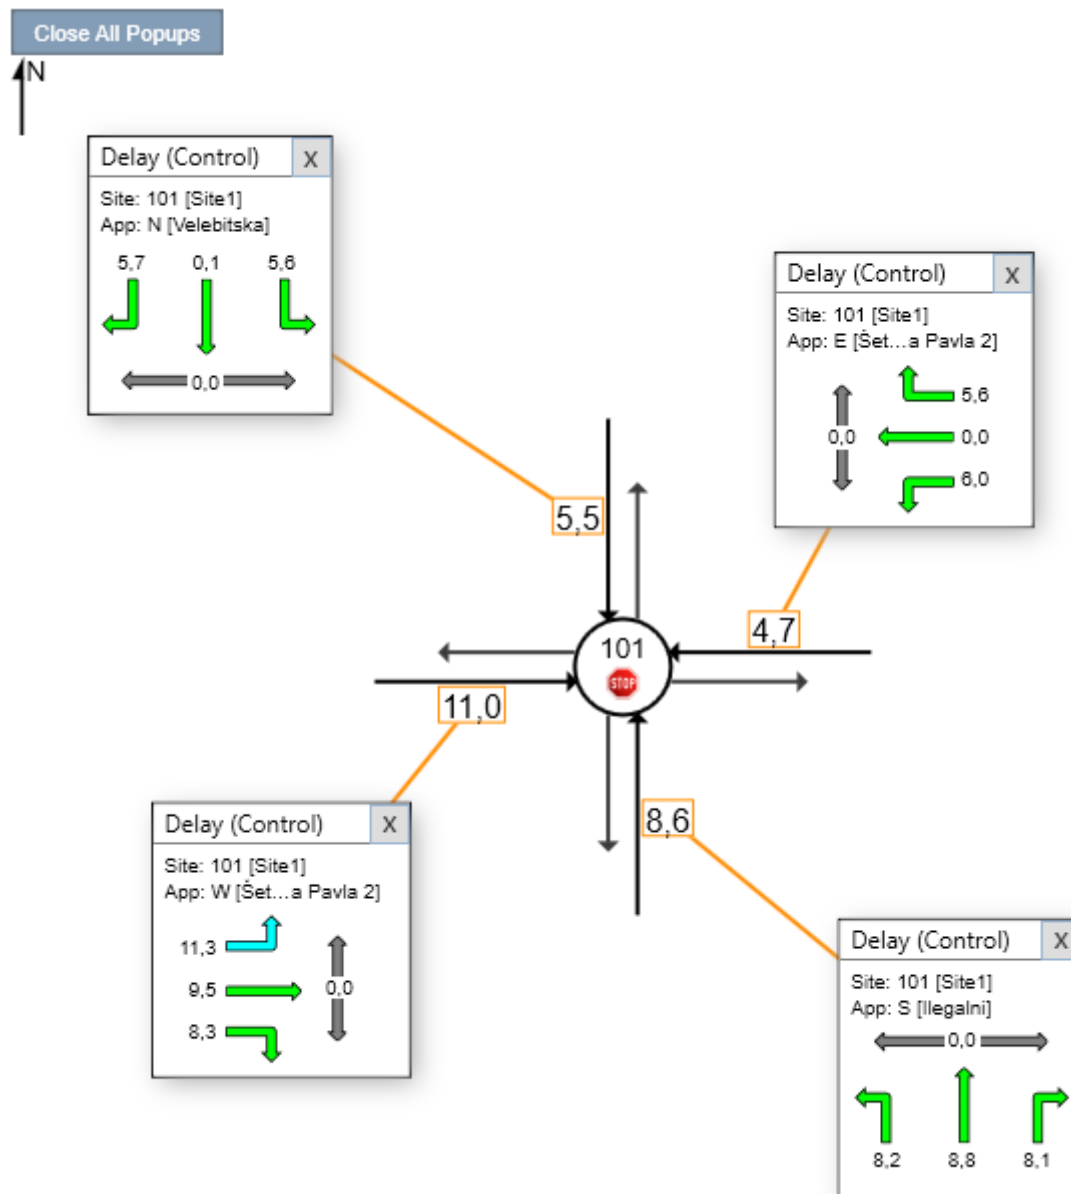 Close All Popups
N
Delay (Control) X
Site: 101 [Site1]
App: N [Velebitska]
5,7 0,1 5,6
0,0
Delay (Control) X
Site: 101 [Site1]
App: E [Šet...a Pavla 2]
5,6
0,0 0,0
6,0
5,5
4,7
101
STOP
11,0
8,6
Delay (Control) X
Site: 101 [Site1]
App: W [Šet...a Pavla 2]
11,3
9,5 0,0
8,3
Delay (Control) X
Site: 101 [Site1]
App: S [Ilegalni]
0,0
8,2 8,8 8,1